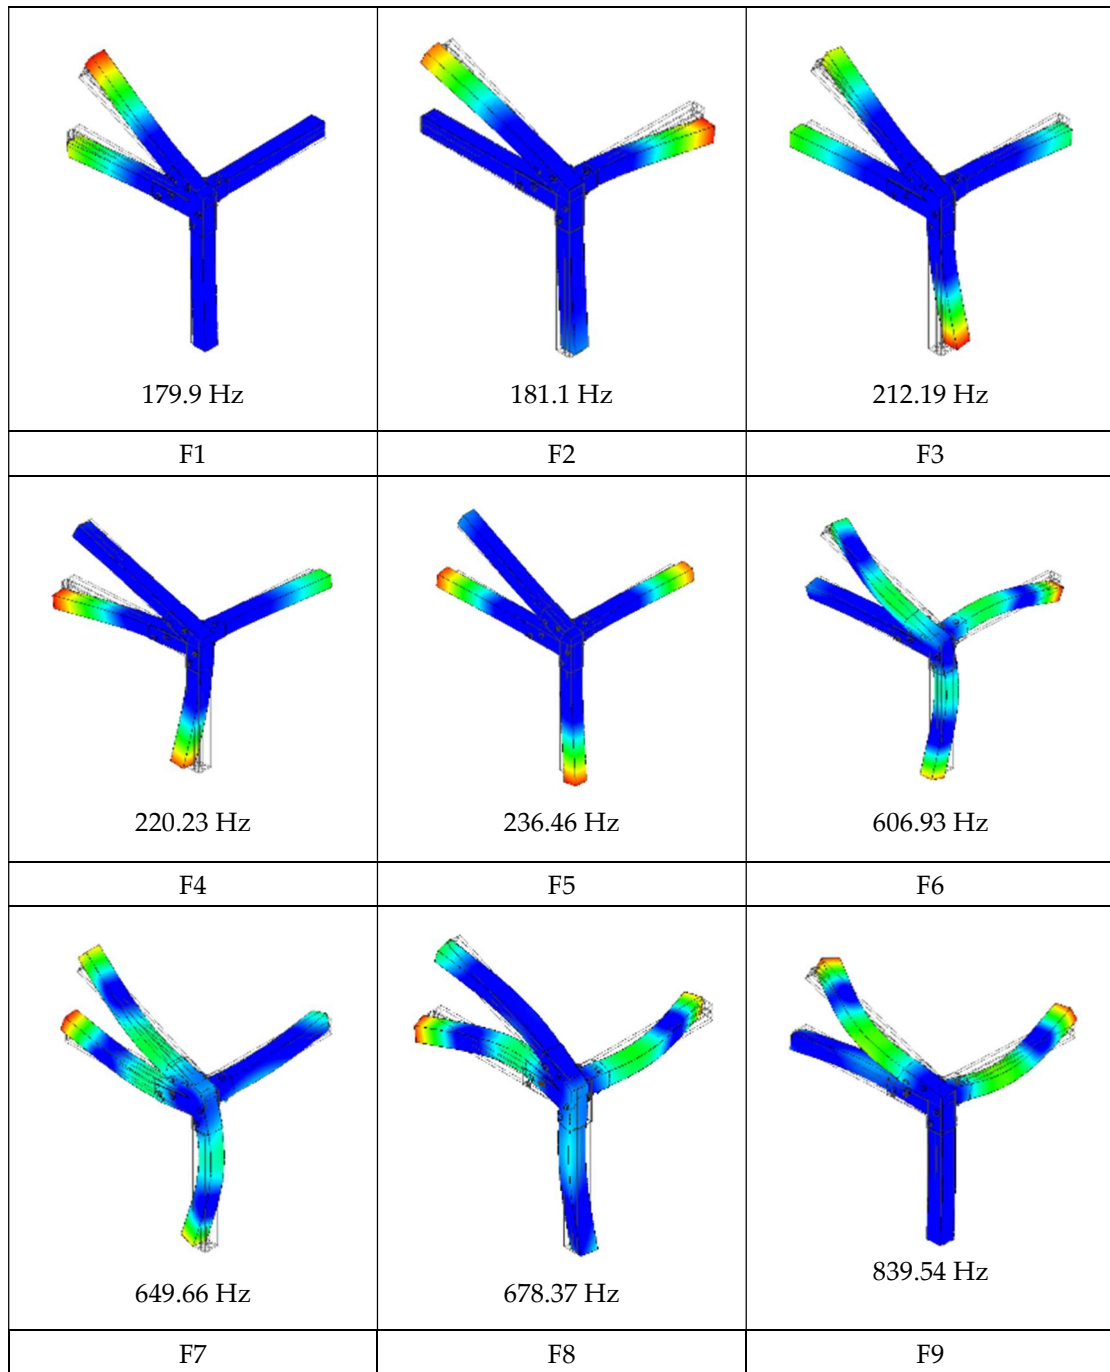 179.9 Hz
181.1 Hz
212.19 Hz
F1
F2
F3
220.23 Hz
236.46 Hz
606.93 Hz
F4
F5
F6
649.66 Hz
678.37 Hz
839.54 Hz
F7
F8
F9